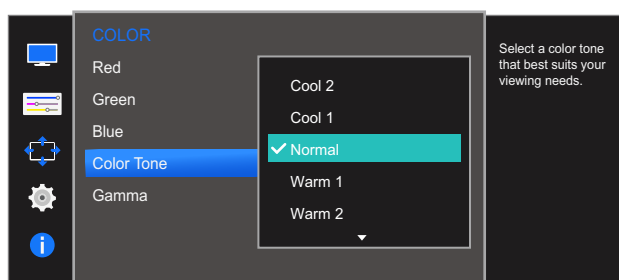 COLOR
Red
Green
Blue
Color Tone
Gamma
Cool 2
Cool 1
Normal
Warm 1
Warm 2
Select a color tone
that best suits your
viewing needs.